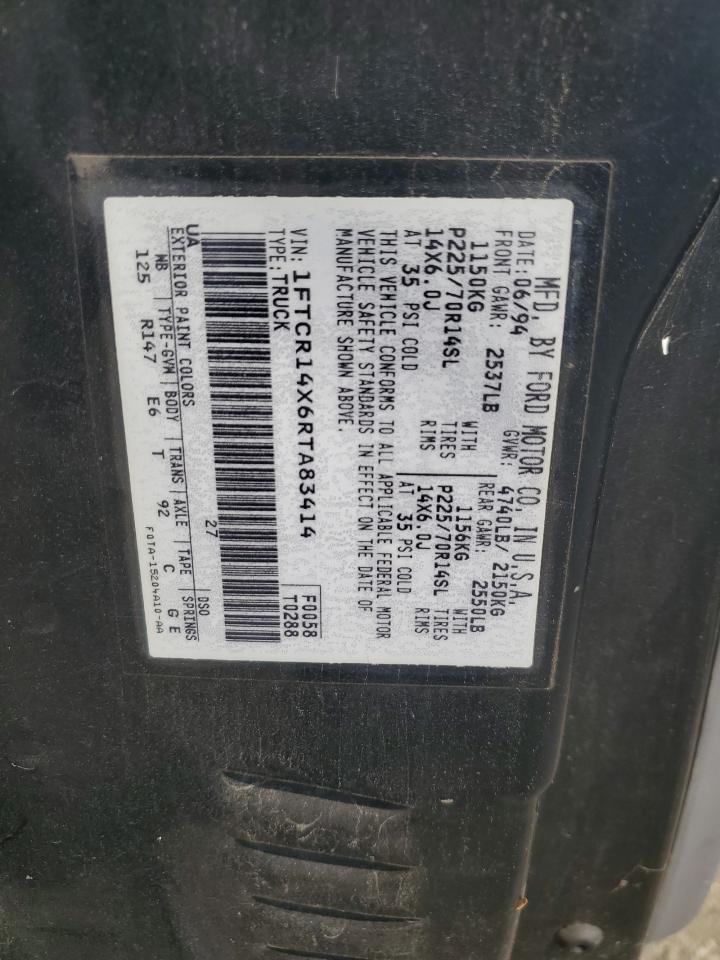 MFD. BY FORD MOTOR CO. IN U.S.A.
DATE: 06/94 GVWR: 4740LB/ 2150KG
FRONT GAWR: 2537LB REAR GAWR: 2550LB
1150KG WITH 1156KG WITH
P225/70R14SL TIRES P225/70R14SL TIRES
14X6.0J RIMS 14X6.0J RIMS
AT 35 PSI COLD AT 35 PSI COLD
THIS VEHICLE CONFORMS TO ALL APPLICABLE FEDERAL MOTOR
VEHICLE SAFETY STANDARDS IN EFFECT ON THE DATE OF
MANUFACTURE SHOWN ABOVE.
VIN: 1FTCR14X6RTA83414 F0058
TYPE: TRUCK T0288
UA 27
EXTERIOR PAINT COLORS DSO
WB TYPE-GVM BODY TRANS AXLE TAPE SPRINGS
125 R147 E6 T 92 C G E
F0TA-15204A10-AA